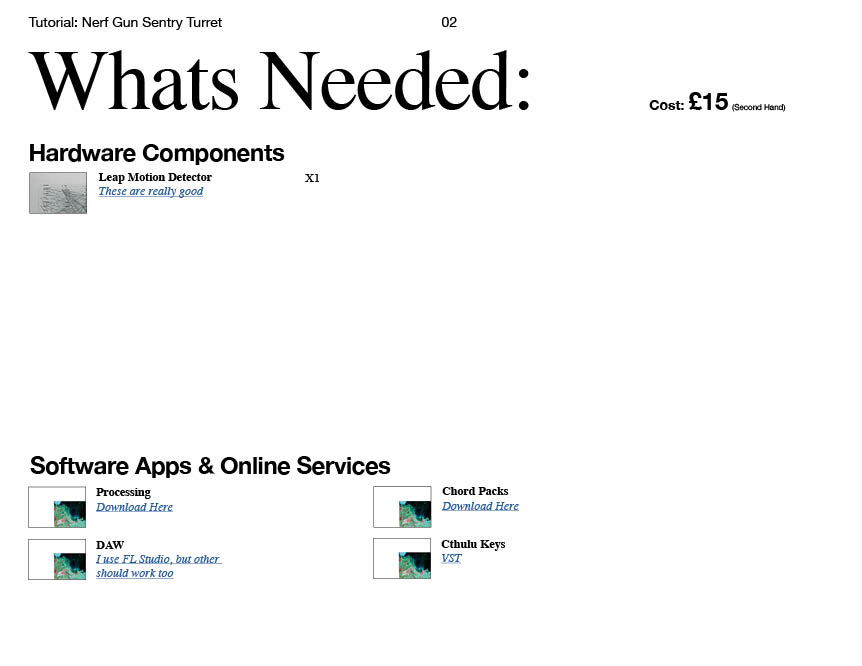 Tutorial: Nerf Gun Sentry Turret 02
Whats Needed:
Cost: £15 (Second Hand)
Hardware Components
Leap Motion Detector X1
These are really good
Software Apps & Online Services
Processing
Download Here
DAW
I use FL Studio, but other
should work too
Chord Packs
Download Here
Cthulu Keys
VST